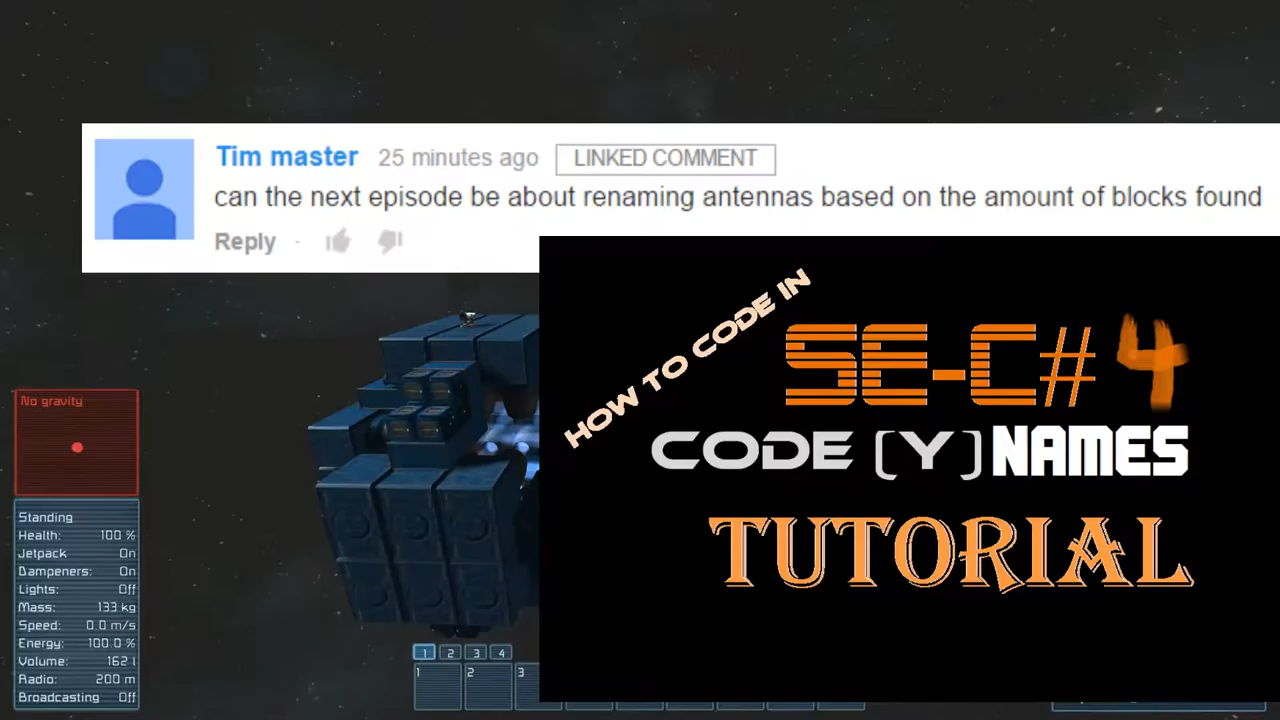 Tim master 25 minutes ago LINKED COMMENT
can the next episode be about renaming antennas based on the amount of blocks found
Reply ·
HOW TO CODE IN
SE-C# 4
CODE (Y)NAMES
TUTORIAL
No gravity
Standing
Health: 100 %
Jetpack On
Dampeners: On
Lights: Off
Mass: 133 kg
Speed: 0.0 m/s
Energy: 100.0 %
Volume: 162 l
Radio: 200 m
Broadcasting Off
1 2 3 4
1 2 3